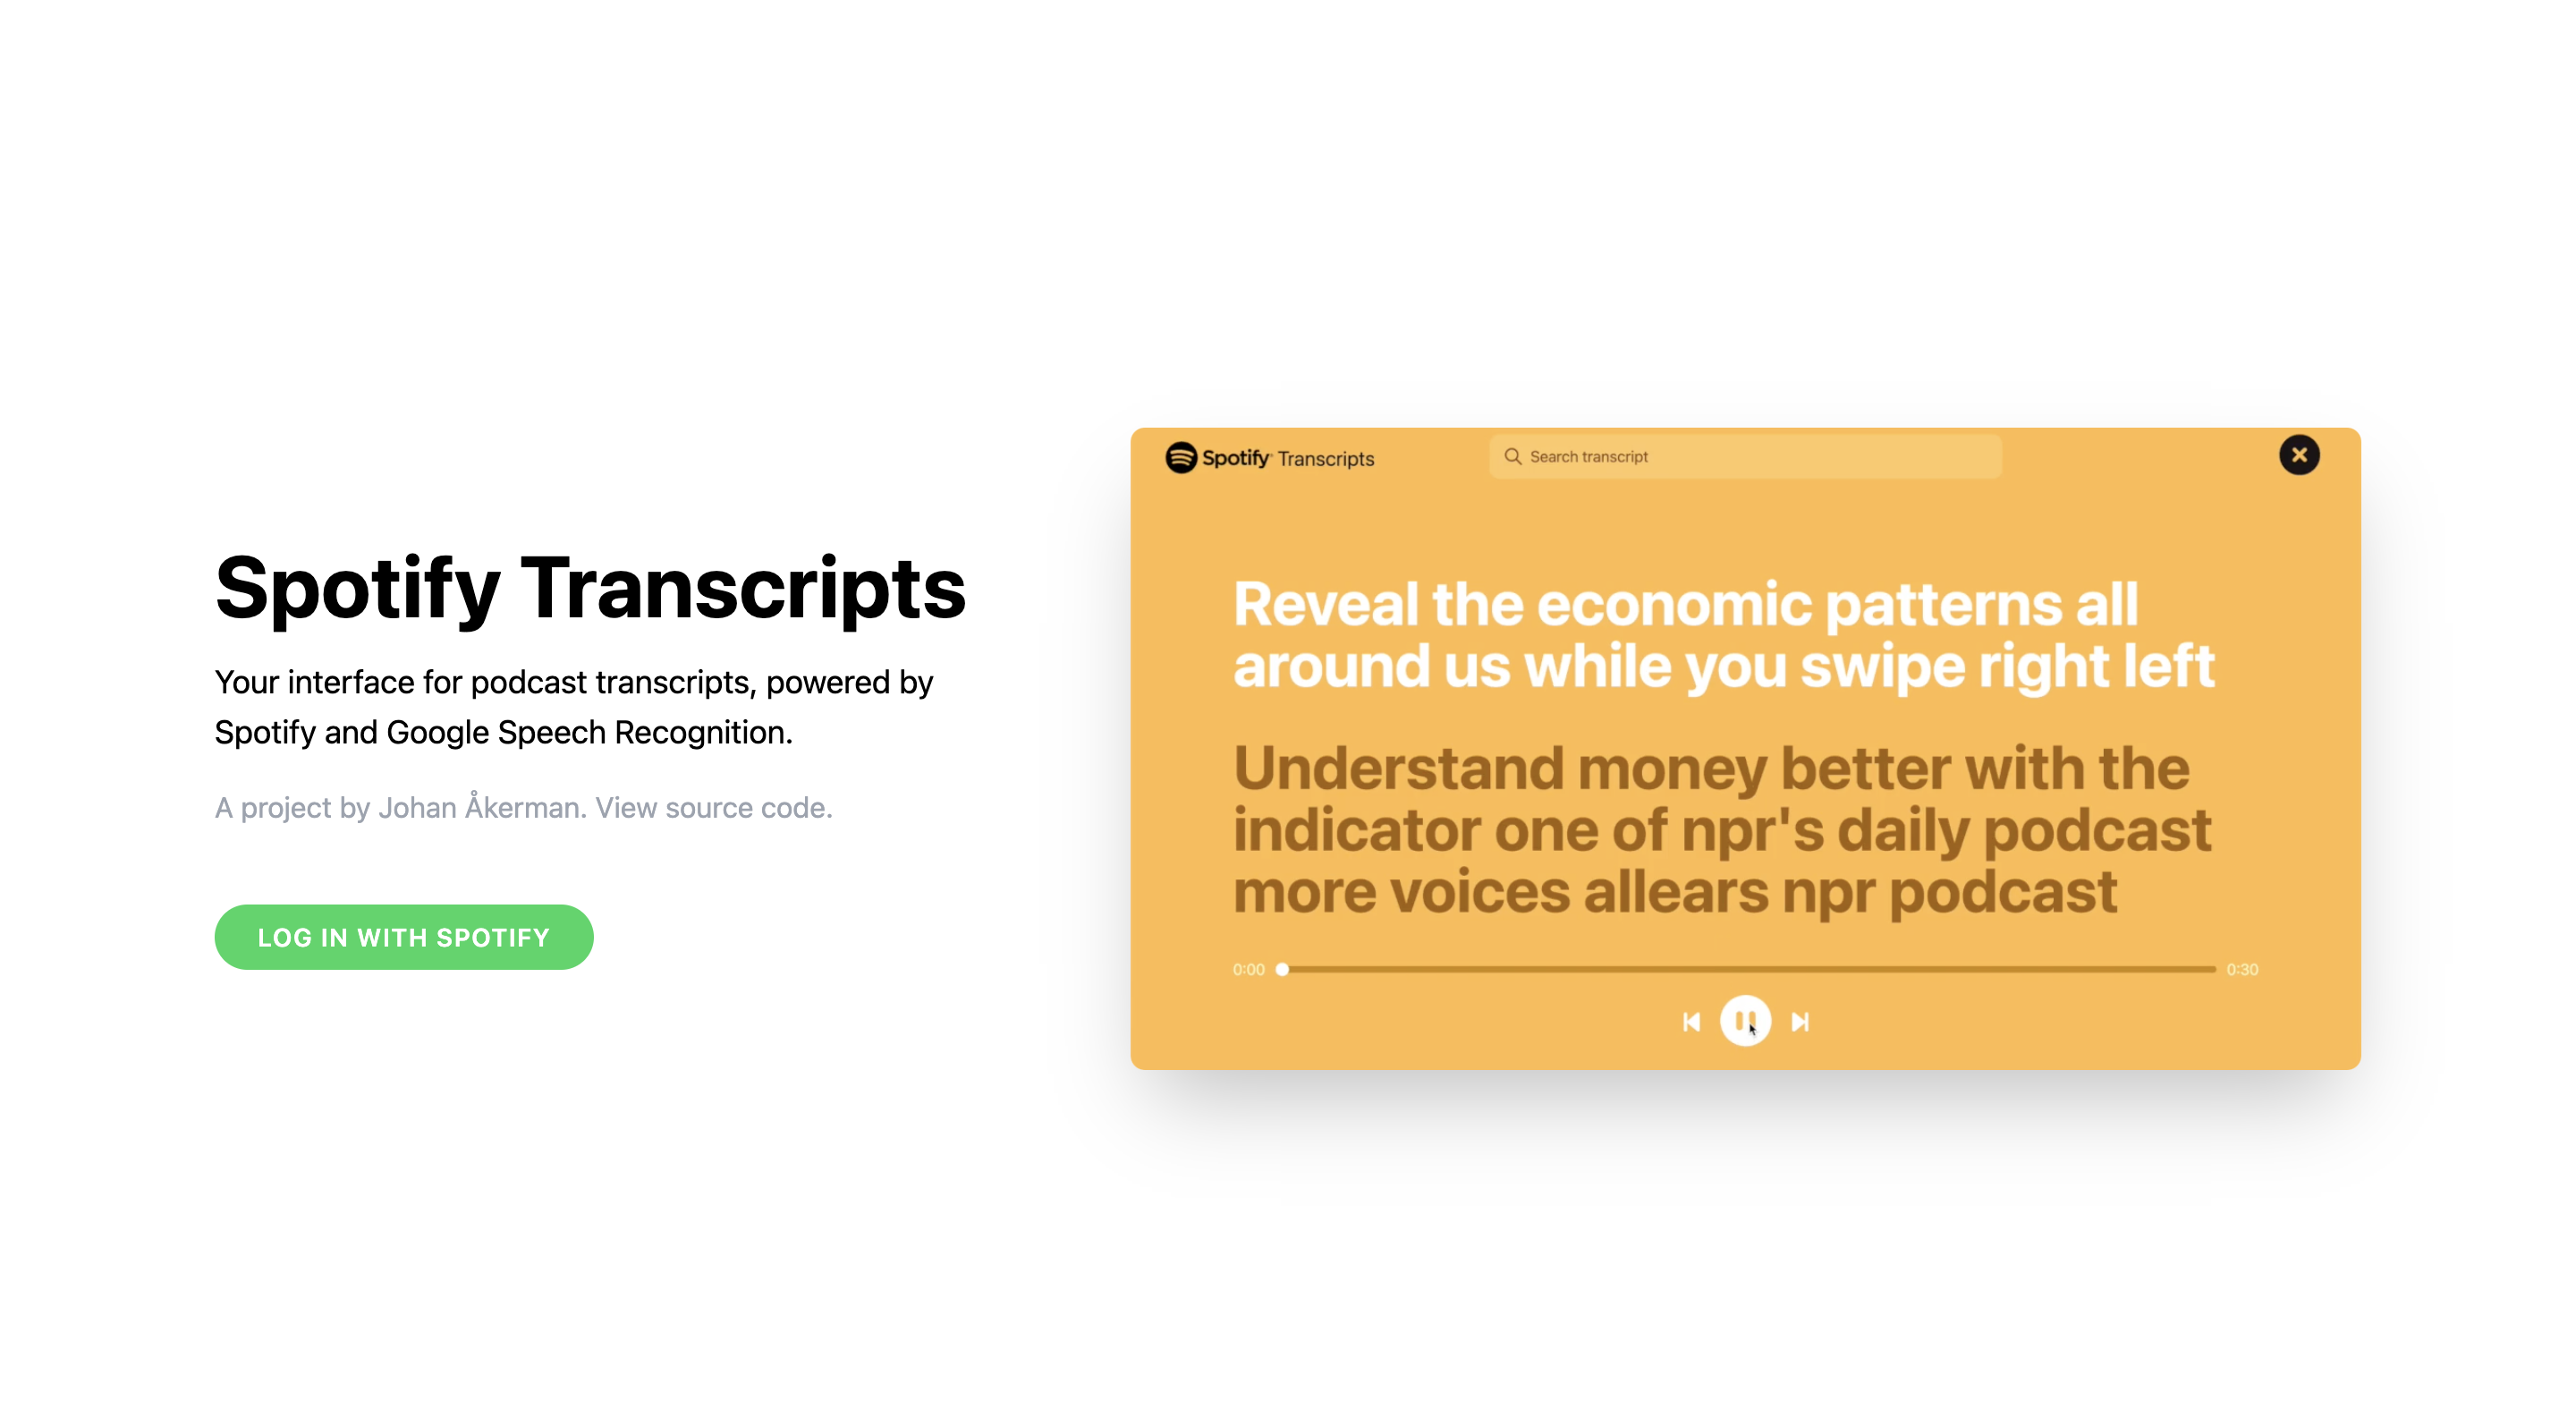 Spotify Transcripts
Your interface for podcast transcripts, powered by
Spotify and Google Speech Recognition.
A project by Johan Åkerman. View source code.
LOG IN WITH SPOTIFY
Spotify Transcripts
Search transcript
Reveal the economic patterns all
around us while you swipe right left
Understand money better with the
indicator one of npr's daily podcast
more voices allears npr podcast
0:00
0:30